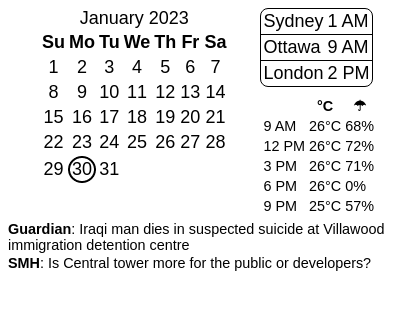 January 2023
Su Mo Tu We Th Fr Sa
1 2 3 4 5 6 7
8 9 10 11 12 13 14
15 16 17 18 19 20 21
22 23 24 25 26 27 28
29 30 31
Sydney 1 AM
Ottawa 9 AM
London 2 PM
°C ☂
9 AM 26°C 68%
12 PM 26°C 72%
3 PM 26°C 71%
6 PM 26°C 0%
9 PM 25°C 57%
Guardian: Iraqi man dies in suspected suicide at Villawood
immigration detention centre
SMH: Is Central tower more for the public or developers?